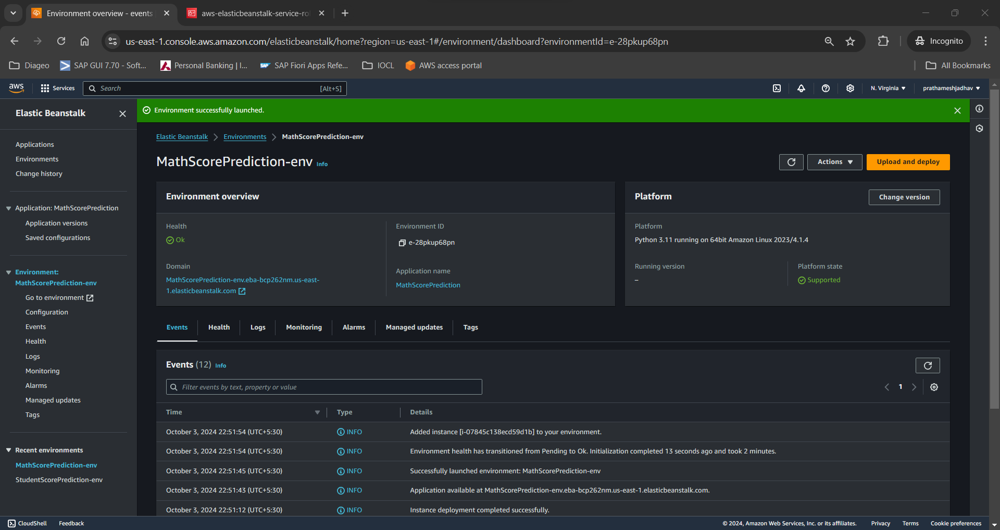 Environment overview - events
aws-elasticbeanstalk-service-ro
us-east-1.console.aws.amazon.com/elasticbeanstalk/home?region=us-east-1#/environment/dashboard?environmentId=e-28pkup68pn
Incognito
Diageo
SAP GUI 7.70 - Soft...
Personal Banking | I...
SAP Fiori Apps Refe...
IOCL
AWS access portal
All Bookmarks
aws
Services
Search
[Alt+S]
N. Virginia
prathameshjadhav
Elastic Beanstalk
Environment successfully launched.
Applications
Environments
Change history
Application: MathScorePrediction
Application versions
Saved configurations
Environment:
MathScorePrediction-env
Go to environment
Configuration
Events
Health
Logs
Monitoring
Alarms
Managed updates
Tags
Recent environments
MathScorePrediction-env
StudentScorePrediction-env
Elastic Beanstalk
Environments
MathScorePrediction-env
MathScorePrediction-env Info
Actions
Upload and deploy
Environment overview
Health
Ok
Domain
MathScorePrediction-env.eba-bcp262nm.us-east-
1.elasticbeanstalk.com
Environment ID
e-28pkup68pn
Application name
MathScorePrediction
Platform
Change version
Platform
Python 3.11 running on 64bit Amazon Linux 2023/4.1.4
Running version
–
Platform state
Supported
Events
Health
Logs
Monitoring
Alarms
Managed updates
Tags
Events (12) Info
Filter events by text, property or value
1
Time Type Details
October 3, 2024 22:51:54 (UTC+5:30) INFO Added instance [i-07845c138ecd59d1b] to your environment.
October 3, 2024 22:51:54 (UTC+5:30) INFO Environment health has transitioned from Pending to Ok. Initialization completed 13 seconds ago and took 2 minutes.
October 3, 2024 22:51:45 (UTC+5:30) INFO Successfully launched environment: MathScorePrediction-env
October 3, 2024 22:51:43 (UTC+5:30) INFO Application available at MathScorePrediction-env.eba-bcp262nm.us-east-1.elasticbeanstalk.com.
October 3, 2024 22:51:12 (UTC+5:30) INFO Instance deployment completed successfully.
CloudShell
Feedback
© 2024, Amazon Web Services, Inc. or its affiliates.
Privacy
Terms
Cookie preferences